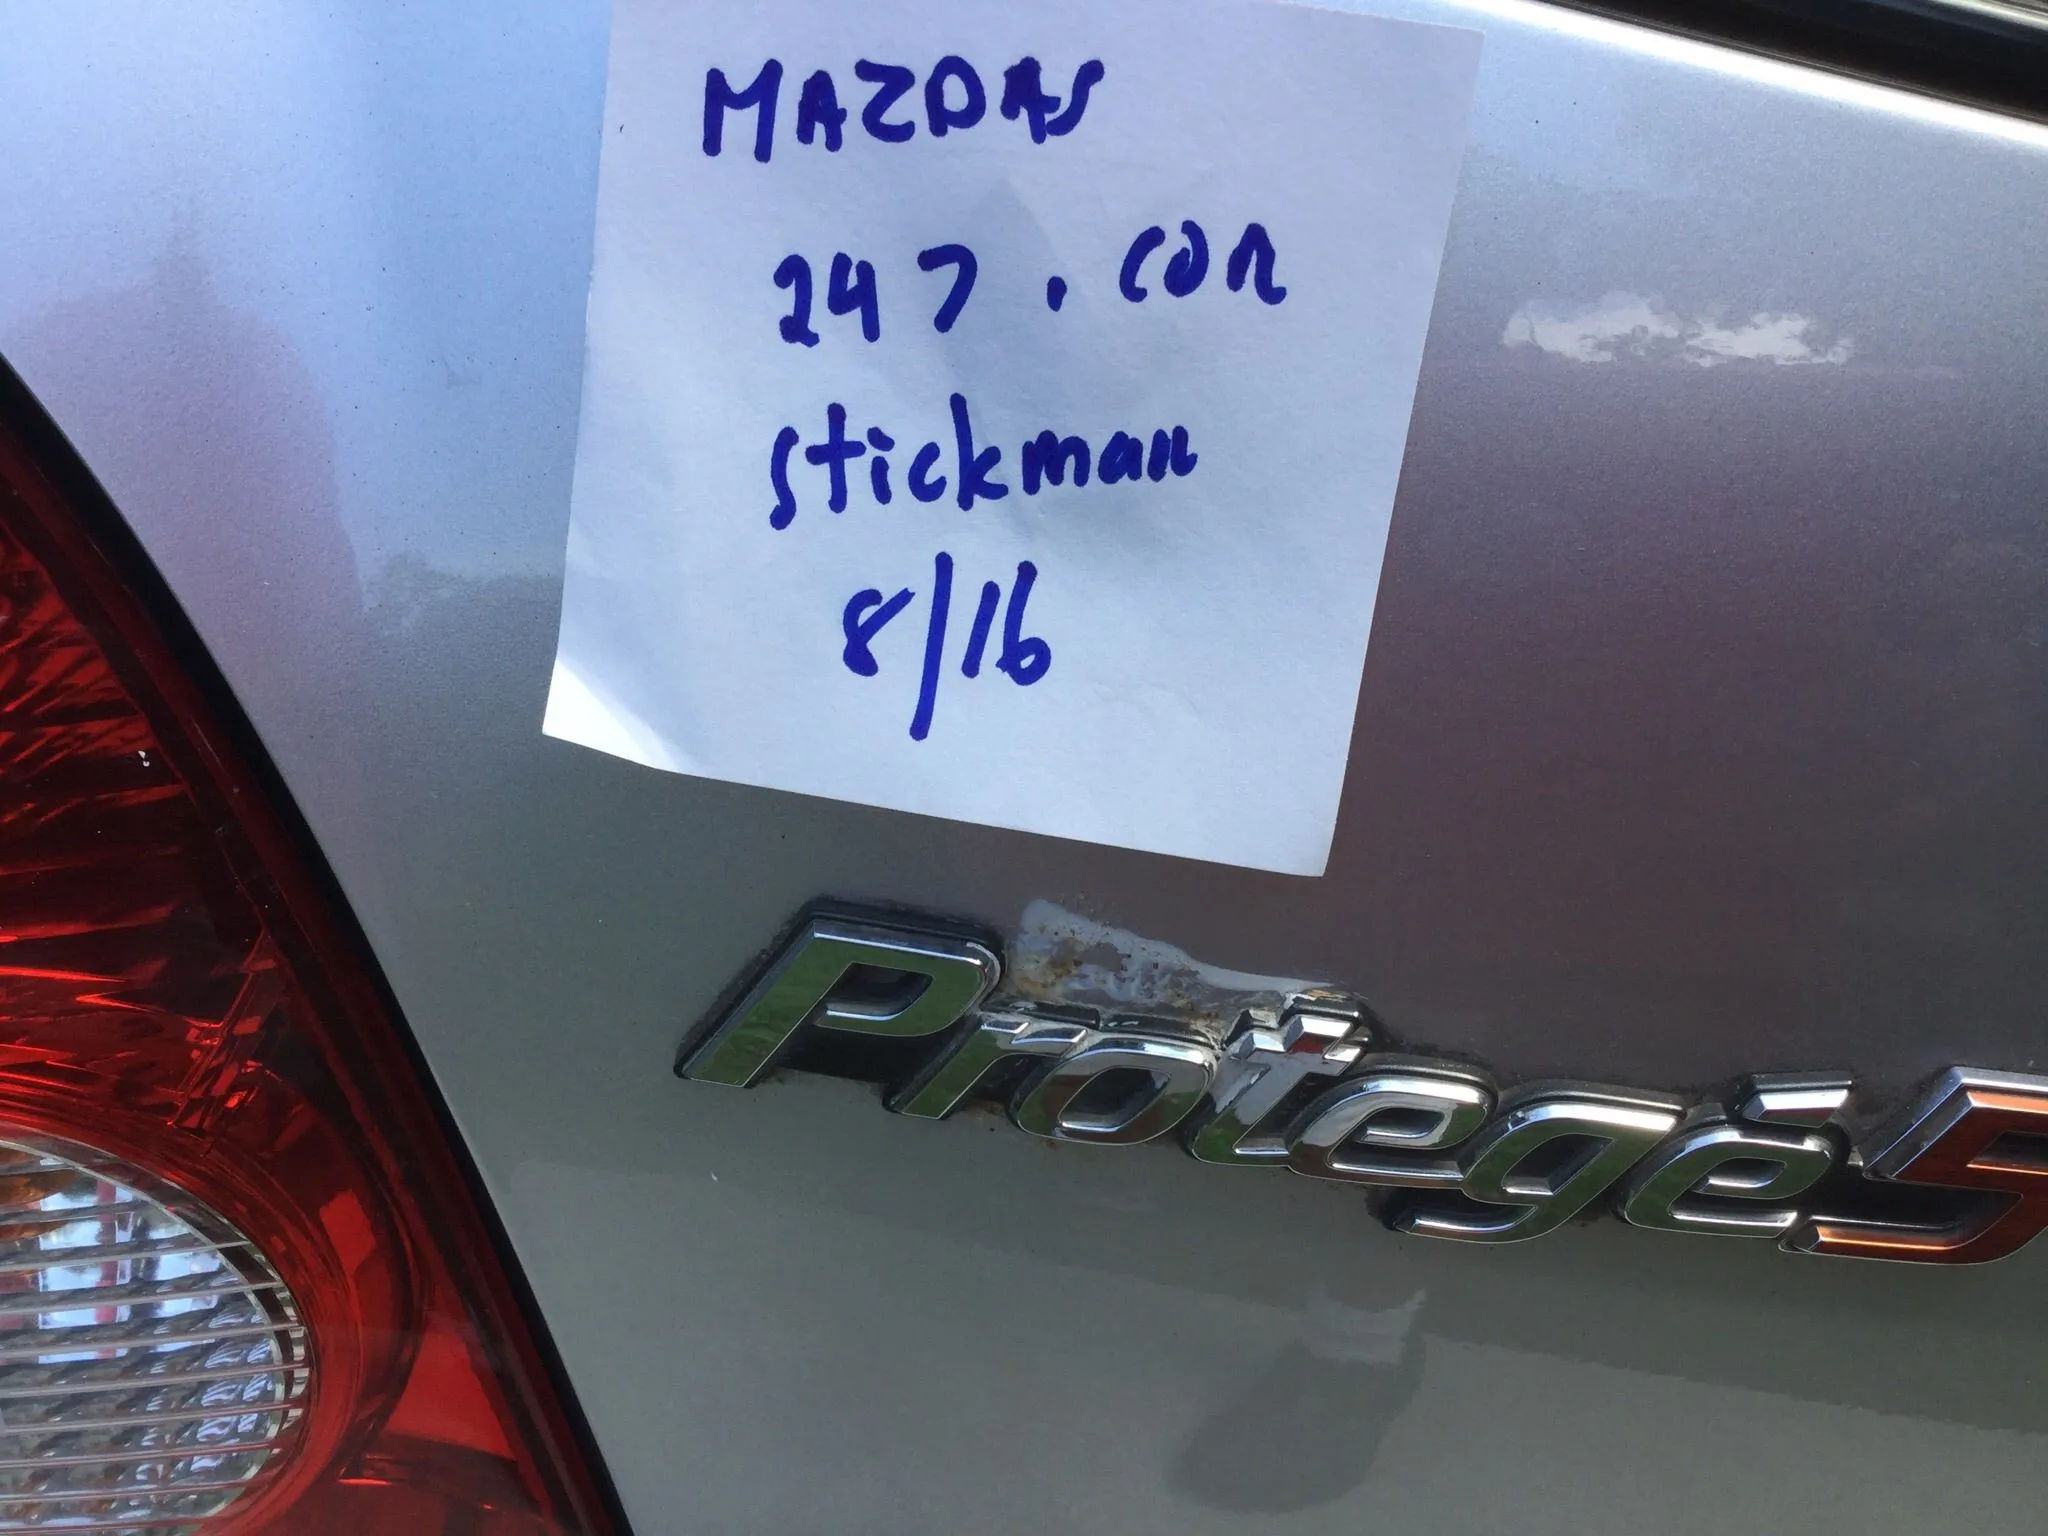 MAZDAS
247.com
stickman
8/16
Protegé5